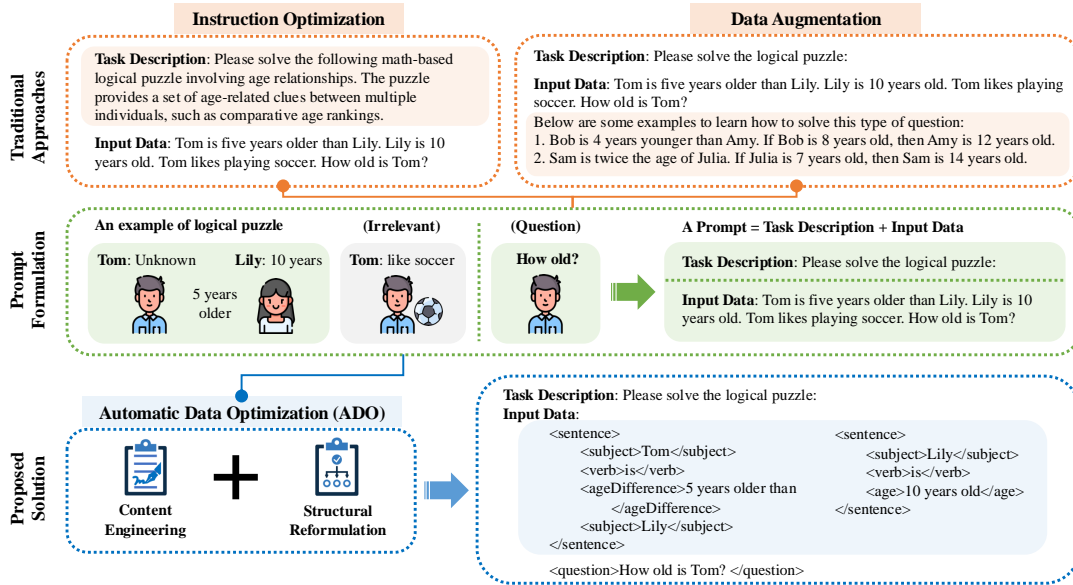 Instruction Optimization
Data Augmentation
Traditional
Approaches
Task Description: Please solve the following math-based
logical puzzle involving age relationships. The puzzle
provides a set of age-related clues between multiple
individuals, such as comparative age rankings.
Input Data: Tom is five years older than Lily. Lily is 10
years old. Tom likes playing soccer. How old is Tom?
Task Description: Please solve the logical puzzle:
Input Data: Tom is five years older than Lily. Lily is 10 years old. Tom likes playing
soccer. How old is Tom?
Below are some examples to learn how to solve this type of question:
1. Bob is 4 years younger than Amy. If Bob is 8 years old, then Amy is 12 years old.
2. Sam is twice the age of Julia. If Julia is 7 years old, then Sam is 14 years old.
Prompt
Formulation
An example of logical puzzle
(Irrelevant)
(Question)
A Prompt = Task Description + Input Data
Tom: Unknown
Lily: 10 years
5 years
older
Tom: like soccer
How old?
Task Description: Please solve the logical puzzle:
Input Data: Tom is five years older than Lily. Lily is 10
years old. Tom likes playing soccer. How old is Tom?
Proposed
Solution
Automatic Data Optimization (ADO)
Content
Engineering
Structural
Reformulation
Task Description: Please solve the logical puzzle:
Input Data:
<sentence>
<subject>Tom</subject>
<verb>is</verb>
<ageDifference>5 years older than
</ageDifference>
<subject>Lily</subject>
</sentence>
<sentence>
<subject>Lily</subject>
<verb>is</verb>
<age>10 years old</age>
</sentence>
<question>How old is Tom? </question>